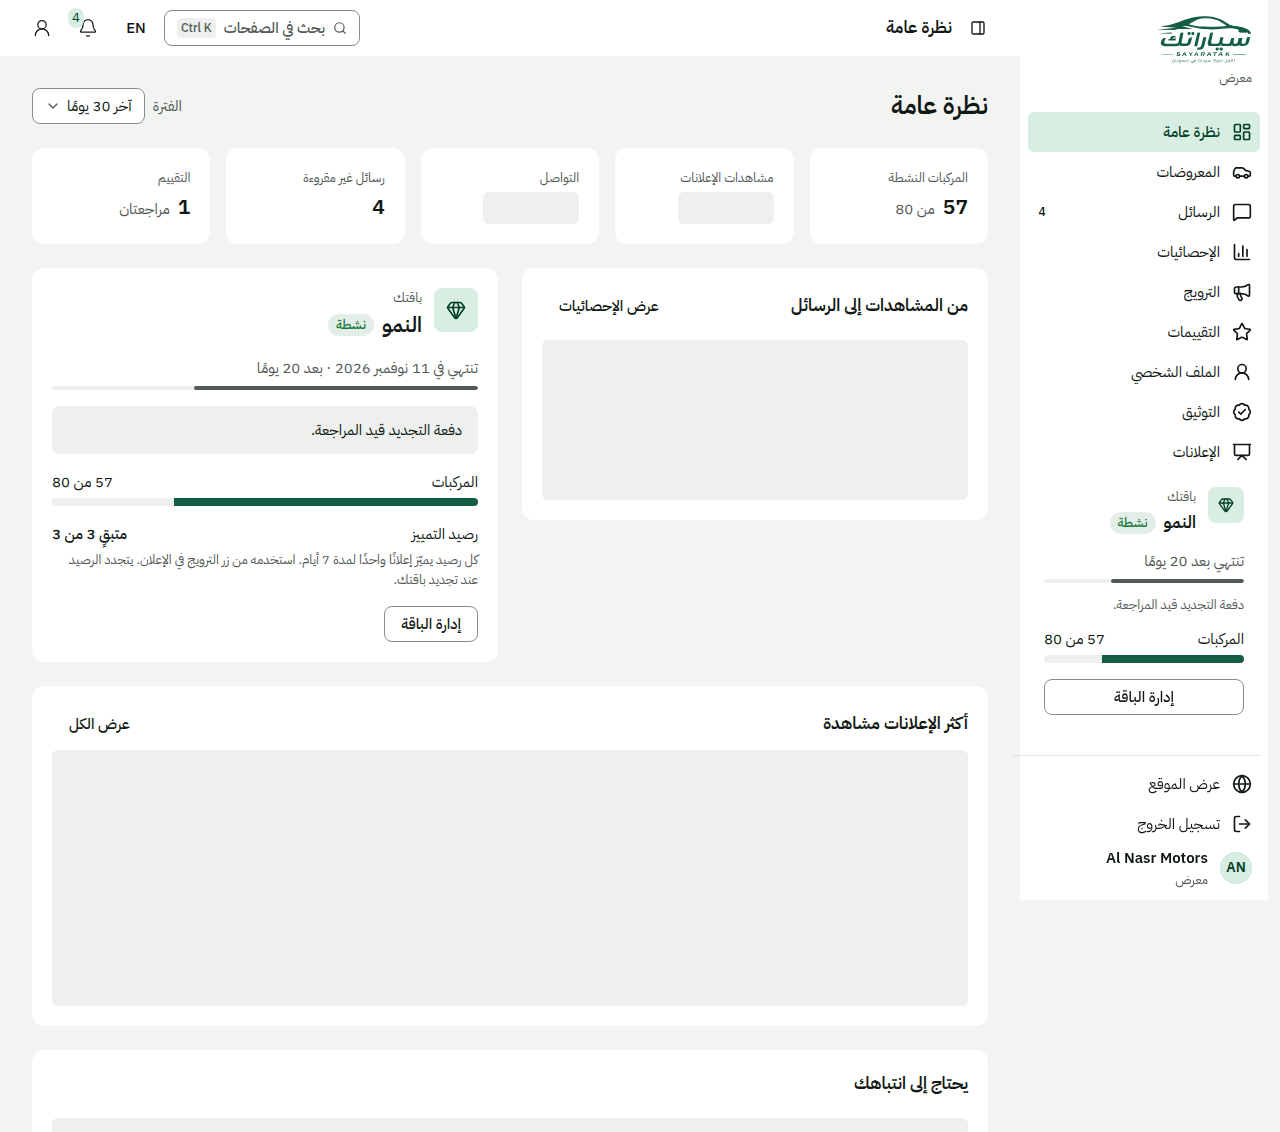 سياراتك
SAYARATAK
معرض
نظرة عامة
المعروضات
الرسائل 4
الإحصائيات
الترويج
التقييمات
الملف الشخصي
التوثيق
الإعلانات
باقتك
النمو نشطة
تنتهي بعد 20 يومًا
دفعة التجديد قيد المراجعة.
المركبات 57 من 80
إدارة الباقة
عرض الموقع
تسجيل الخروج
AN Al Nasr Motors
معرض
نظرة عامة
بحث في الصفحات Ctrl K
EN
4
نظرة عامة
الفترة آخر 30 يومًا
المركبات النشطة
57 من 80
مشاهدات الإعلانات
التواصل
رسائل غير مقروءة
4
التقييم
1 مراجعتان
من المشاهدات إلى الرسائل عرض الإحصائيات
باقتك
النمو نشطة
تنتهي في 11 نوفمبر 2026 · بعد 20 يومًا
دفعة التجديد قيد المراجعة.
المركبات 57 من 80
رصيد التمييز متبقٍ 3 من 3
كل رصيد يميّز إعلانًا واحدًا لمدة 7 أيام. استخدمه من زر الترويج في الإعلان. يتجدد الرصيد
عند تجديد باقتك.
إدارة الباقة
أكثر الإعلانات مشاهدة عرض الكل
يحتاج إلى انتباهك